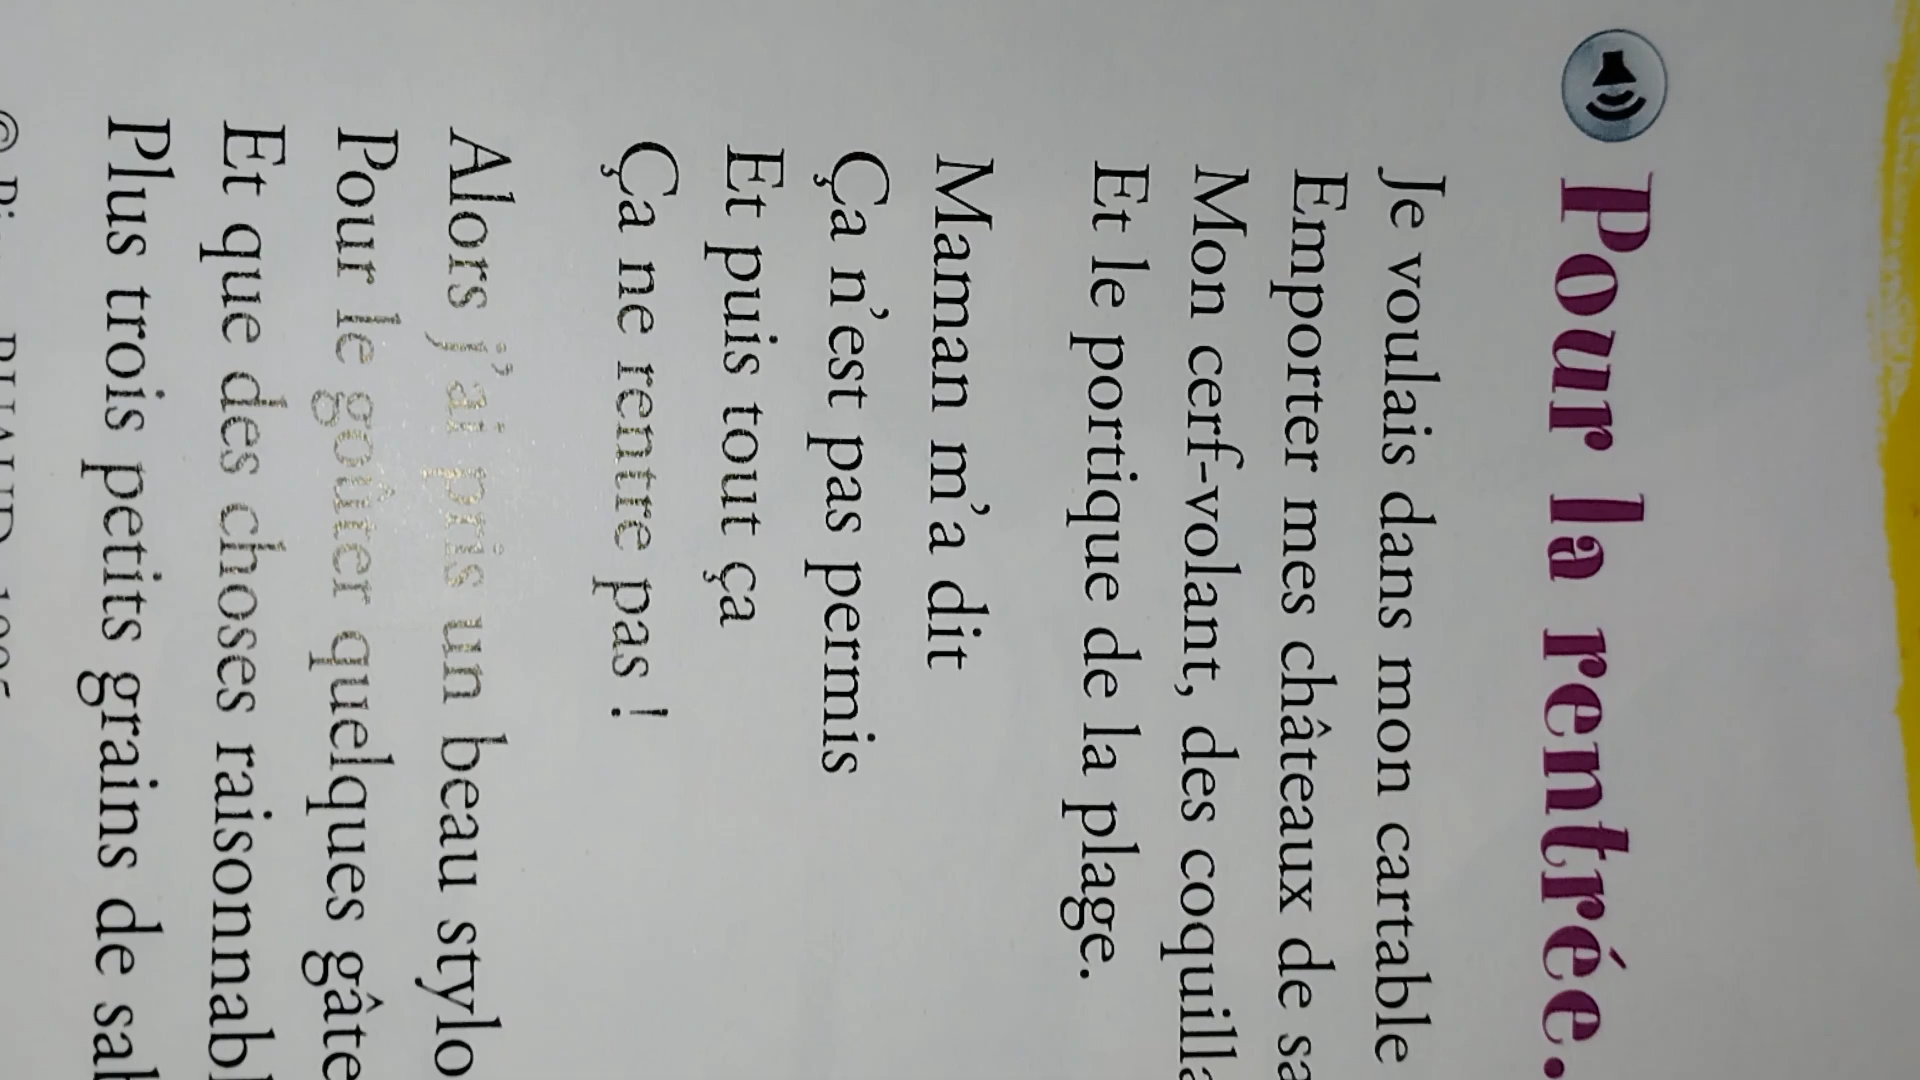 Pour la rentrée.
Je voulais dans mon cartable
Emporter mes châteaux de sa
Mon cerf-volant, des coquilla
Et le portique de la plage.
Maman m'a dit
Ça n'est pas permis
Et puis tout ça
Ça ne rentre pas !
Alors j'ai pris un beau stylo
Pour le goûter quelques gâte
Et que des choses raisonnabl
Plus trois petits grains de sabl